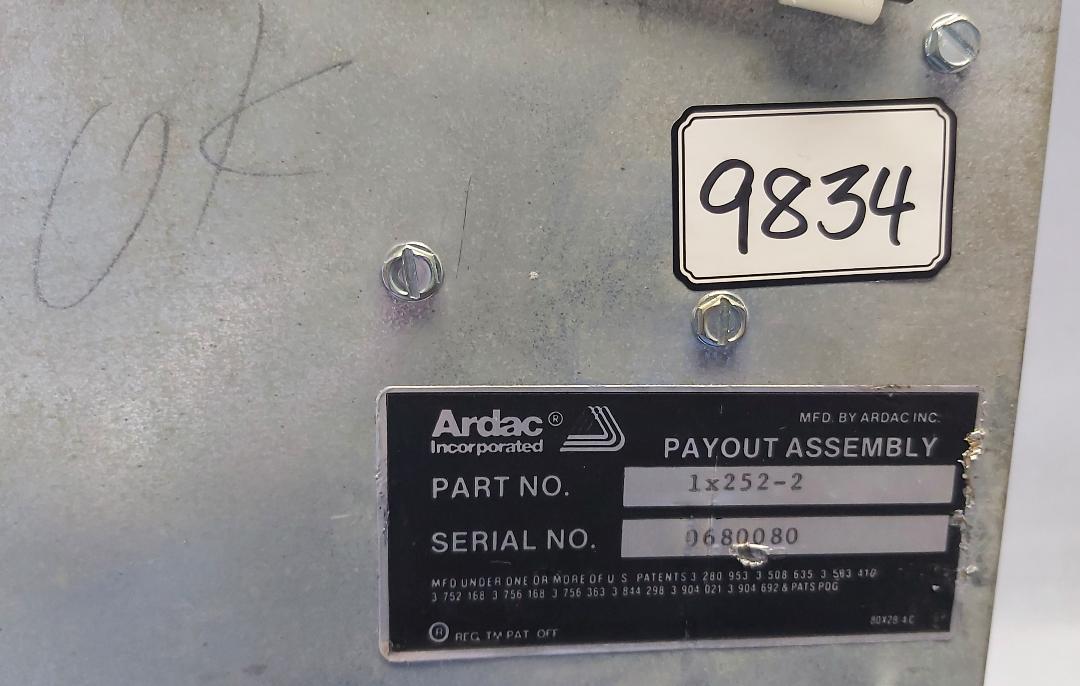 OK
9834
Ardac®
Incorporated
MFD. BY ARDAC INC.
PAYOUT ASSEMBLY
PART NO. 1x252-2
SERIAL NO. 0680080
MFD UNDER ONE OR MORE OF U S PATENTS 3 280 953 3 508 635 3 583 410
3 752 168 3 756 168 3 756 363 3 844 298 3 904 021 3 904 692 & PATS PDG
® REG. TM PAT OFF
80X28 4C